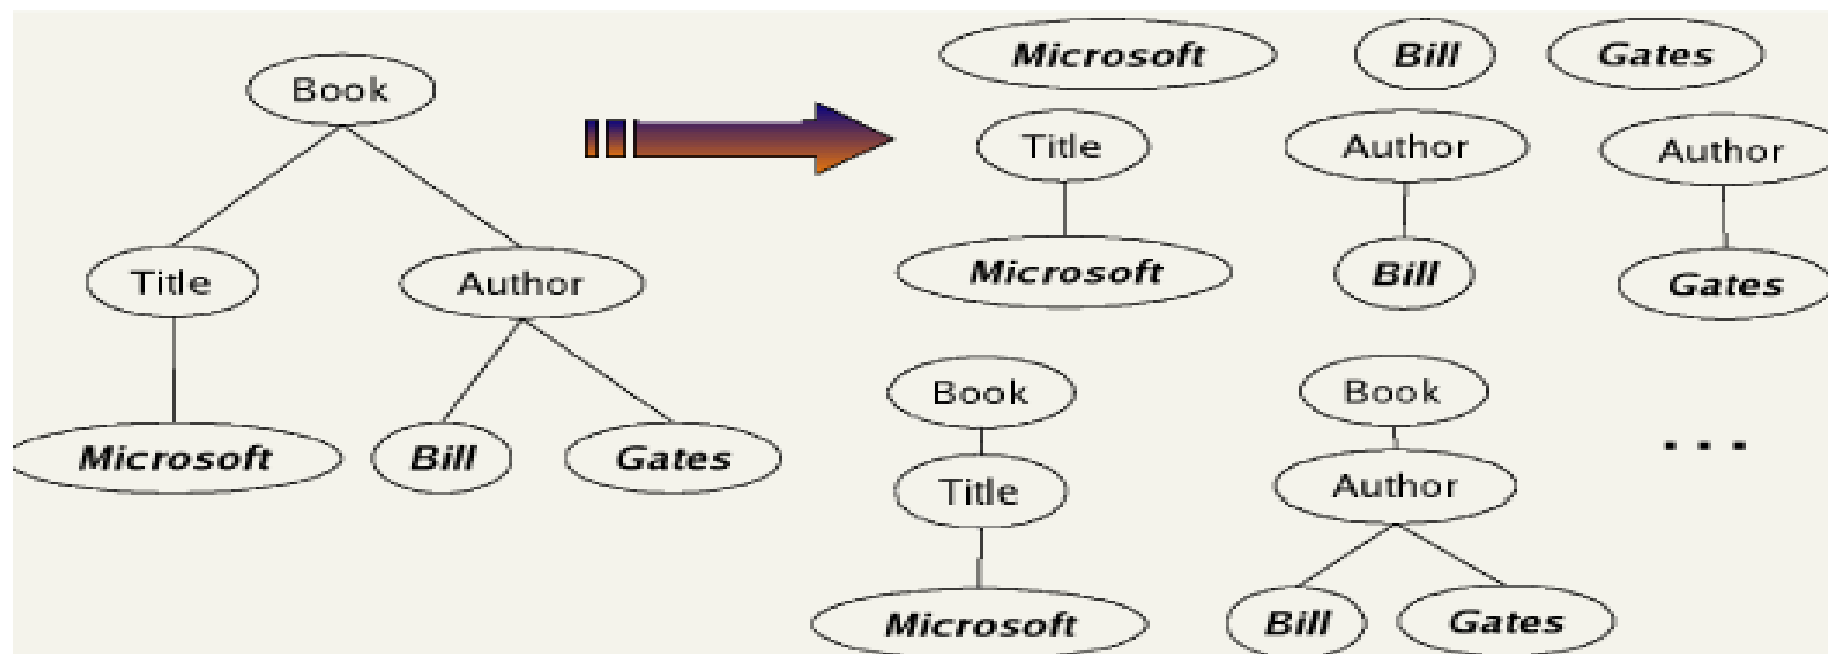 Book
Title Author
Microsoft Bill Gates
Microsoft Bill Gates
Title Author Author
Microsoft Bill Gates
Book Book
Title Author
Microsoft Bill Gates
...